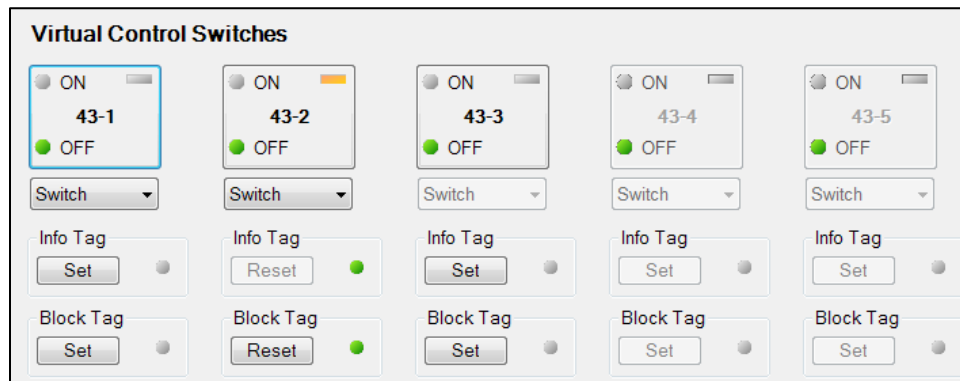 Virtual Control Switches
ON ON ON ON ON
43-1 43-2 43-3 43-4 43-5
OFF OFF OFF OFF OFF
Switch Switch Switch Switch Switch
Info Tag Info Tag Info Tag Info Tag Info Tag
Set Reset Set Set Set
Block Tag Block Tag Block Tag Block Tag Block Tag
Set Reset Set Set Set